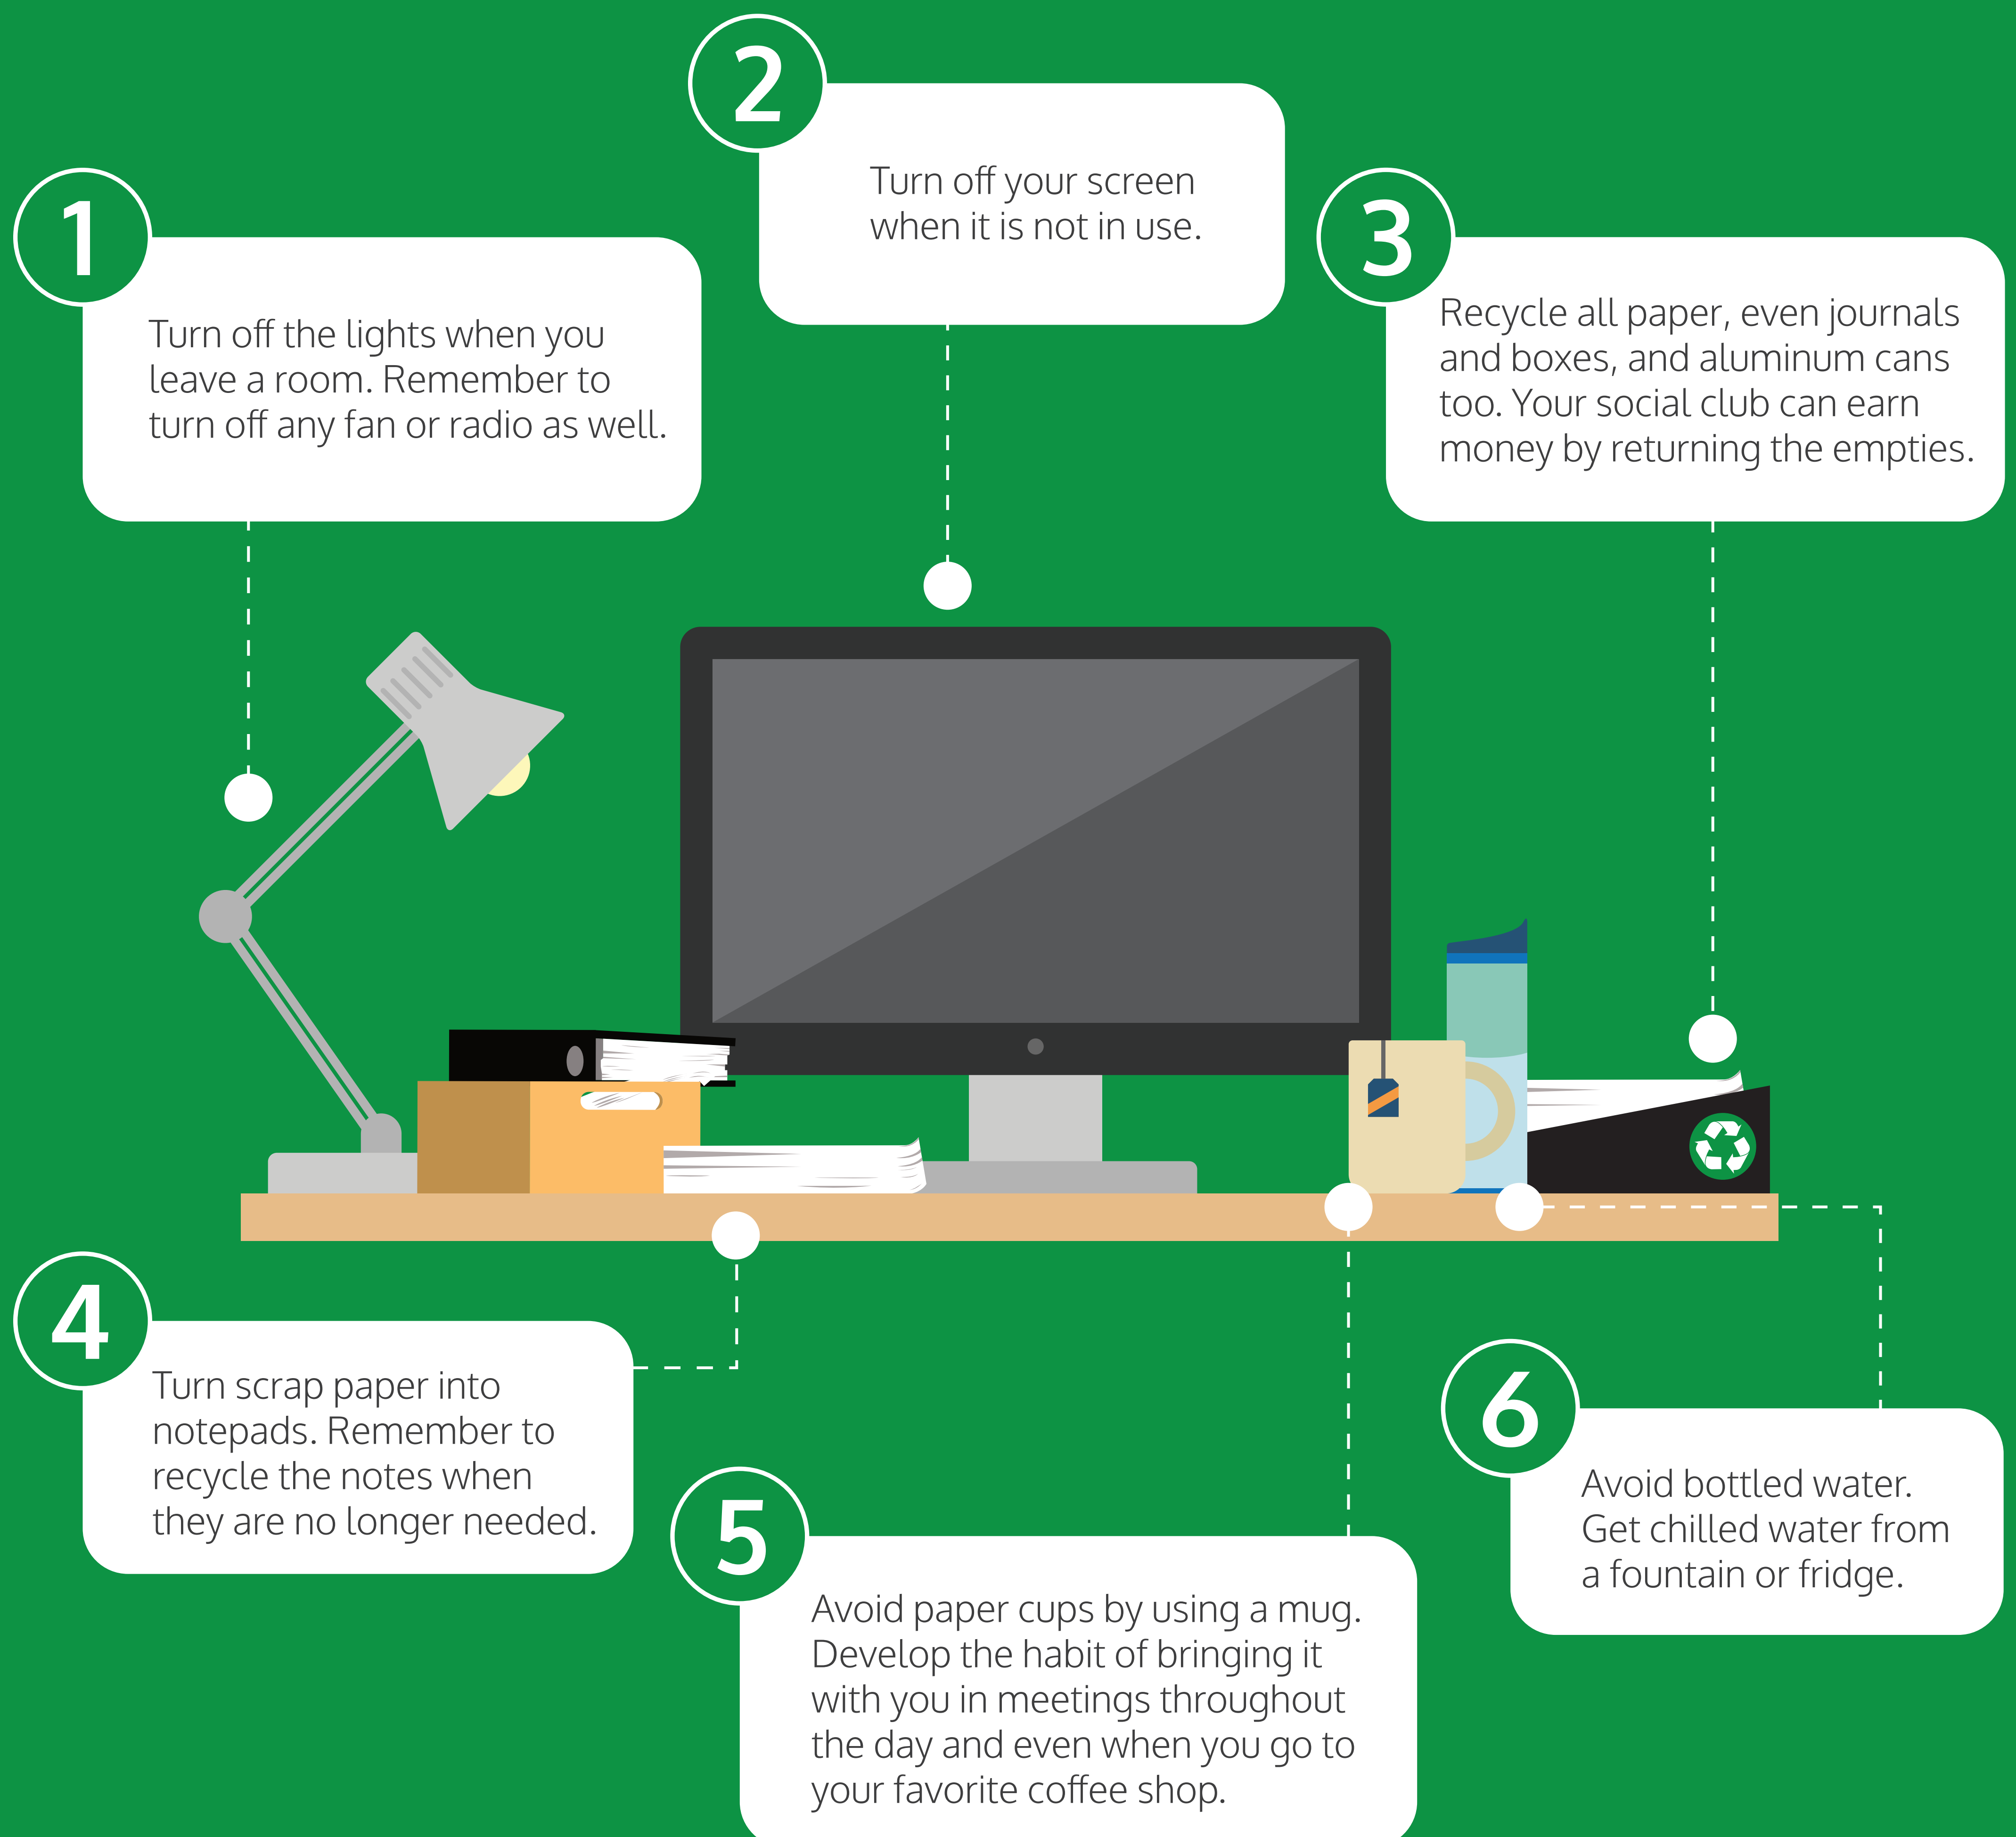 1
Turn off the lights when you
leave a room. Remember to
turn off any fan or radio as well.
2
Turn off your screen
when it is not in use.
3
Recycle all paper, even journals
and boxes, and aluminum cans
too. Your social club can earn
money by returning the empties.
4
Turn scrap paper into
notepads. Remember to
recycle the notes when
they are no longer needed.
5
Avoid paper cups by using a mug.
Develop the habit of bringing it
with you in meetings throughout
the day and even when you go to
your favorite coffee shop.
6
Avoid bottled water.
Get chilled water from
a fountain or fridge.